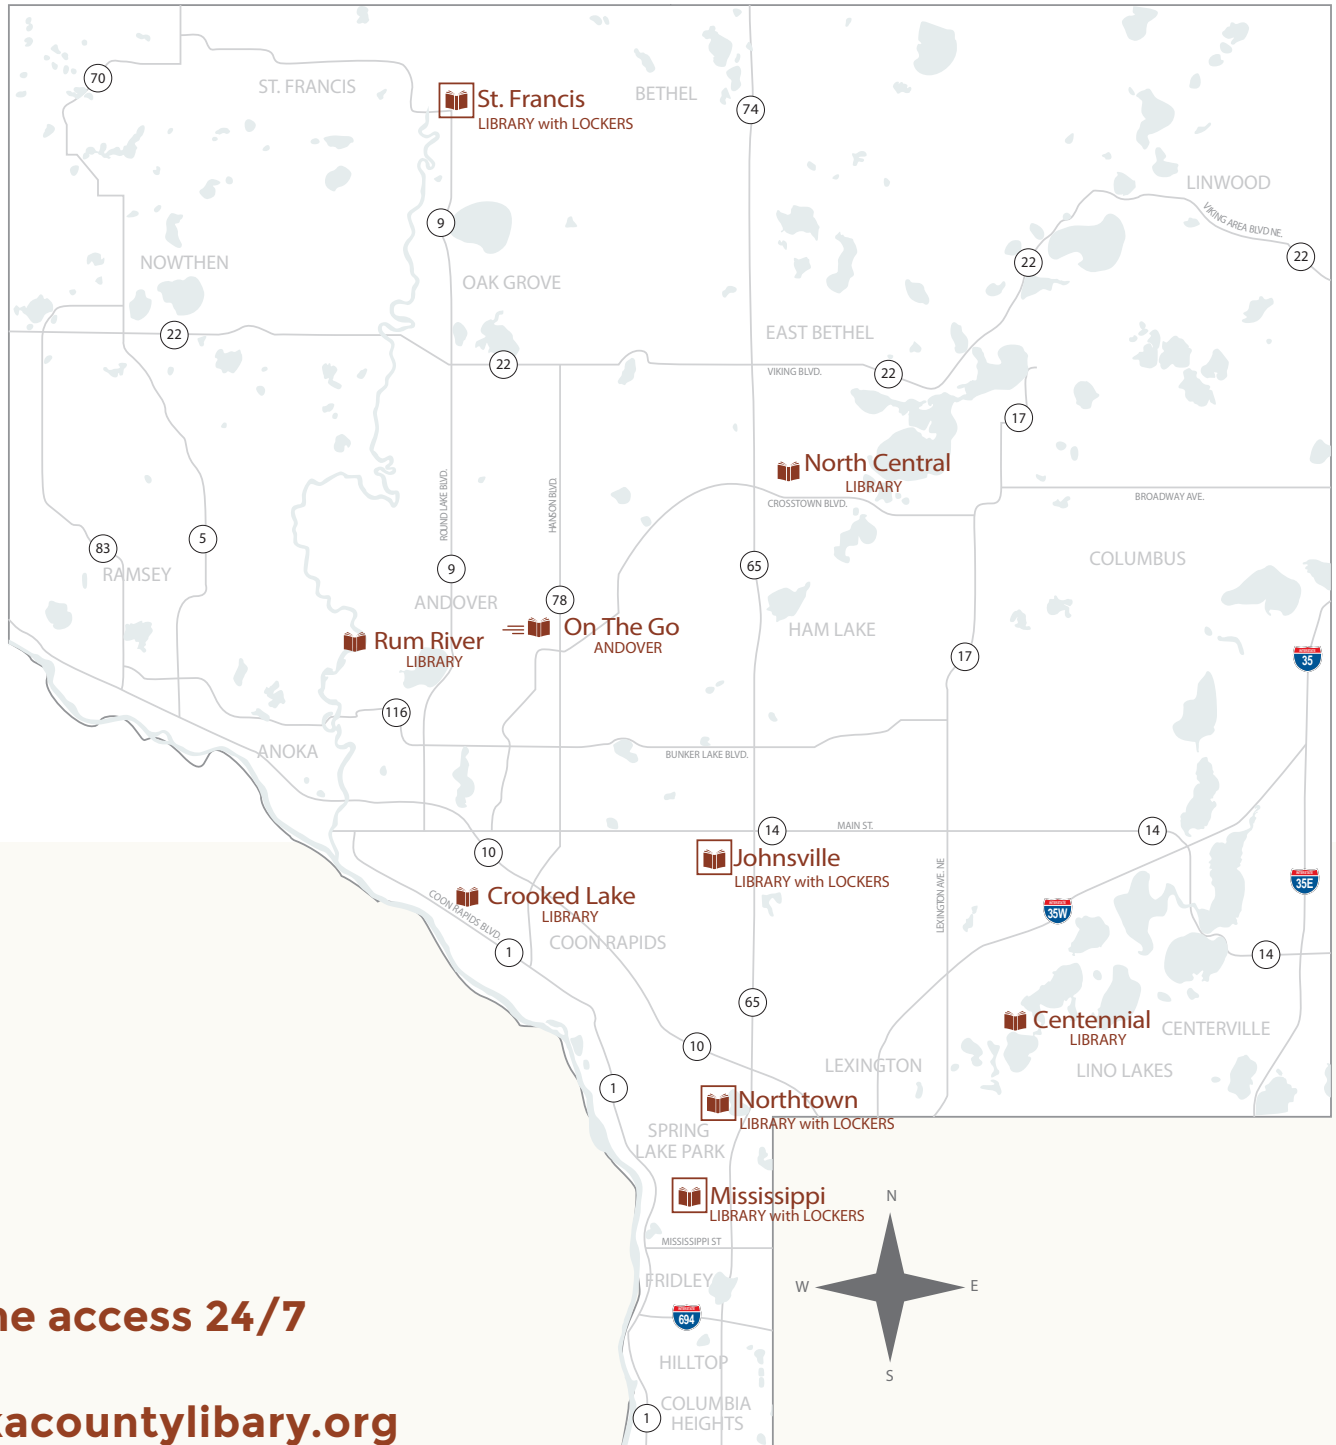 70
ST. FRANCIS
St. Francis
LIBRARY with LOCKERS
BETHEL
74
LINWOOD
VIKING AREA BLVD NE.
22
9
22
NOWTHEN
OAK GROVE
22
EAST BETHEL
22
VIKING BLVD.
22
17
North Central
LIBRARY
CROSSTOWN BLVD.
BROADWAY AVE.
ROUND LAKE BLVD.
HANSON BLVD.
83
5
RAMSEY
9
65
COLUMBUS
78
ANDOVER
On The Go
ANDOVER
HAM LAKE
Rum River
LIBRARY
17
35
116
ANOKA
BUNKER LAKE BLVD.
14
MAIN ST.
14
10
Johnsville
LIBRARY with LOCKERS
LEXINGTON AVE. NE
35E
35W
Crooked Lake
LIBRARY
COON RAPIDS BLVD.
COON RAPIDS
1
14
65
Centennial
LIBRARY
CENTERVILLE
10
LEXINGTON
LINO LAKES
1
Northtown
LIBRARY with LOCKERS
SPRING
LAKE PARK
Mississippi
LIBRARY with LOCKERS
MISSISSIPPI ST
N
W
E
S
FRIDLEY
694
HILLTOP
COLUMBIA
HEIGHTS
1
ne access 24/7
kacountylibary.org